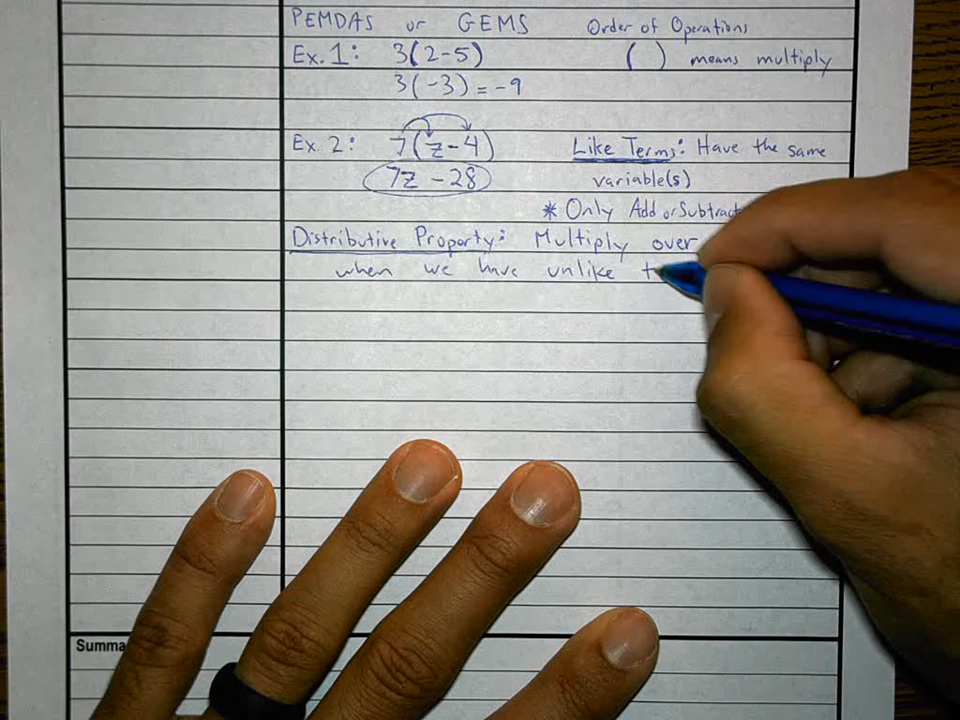 PEMDAS or GEMS Order of Operations
Ex. 1: 3(2-5) ( ) means multiply
3(-3) = -9
Ex. 2: 7(z-4) Like Terms: Have the same
7z -28 variable(s)
* Only Add or Subtract
Distributive Property: Multiply over
when we have unlike t
Summa